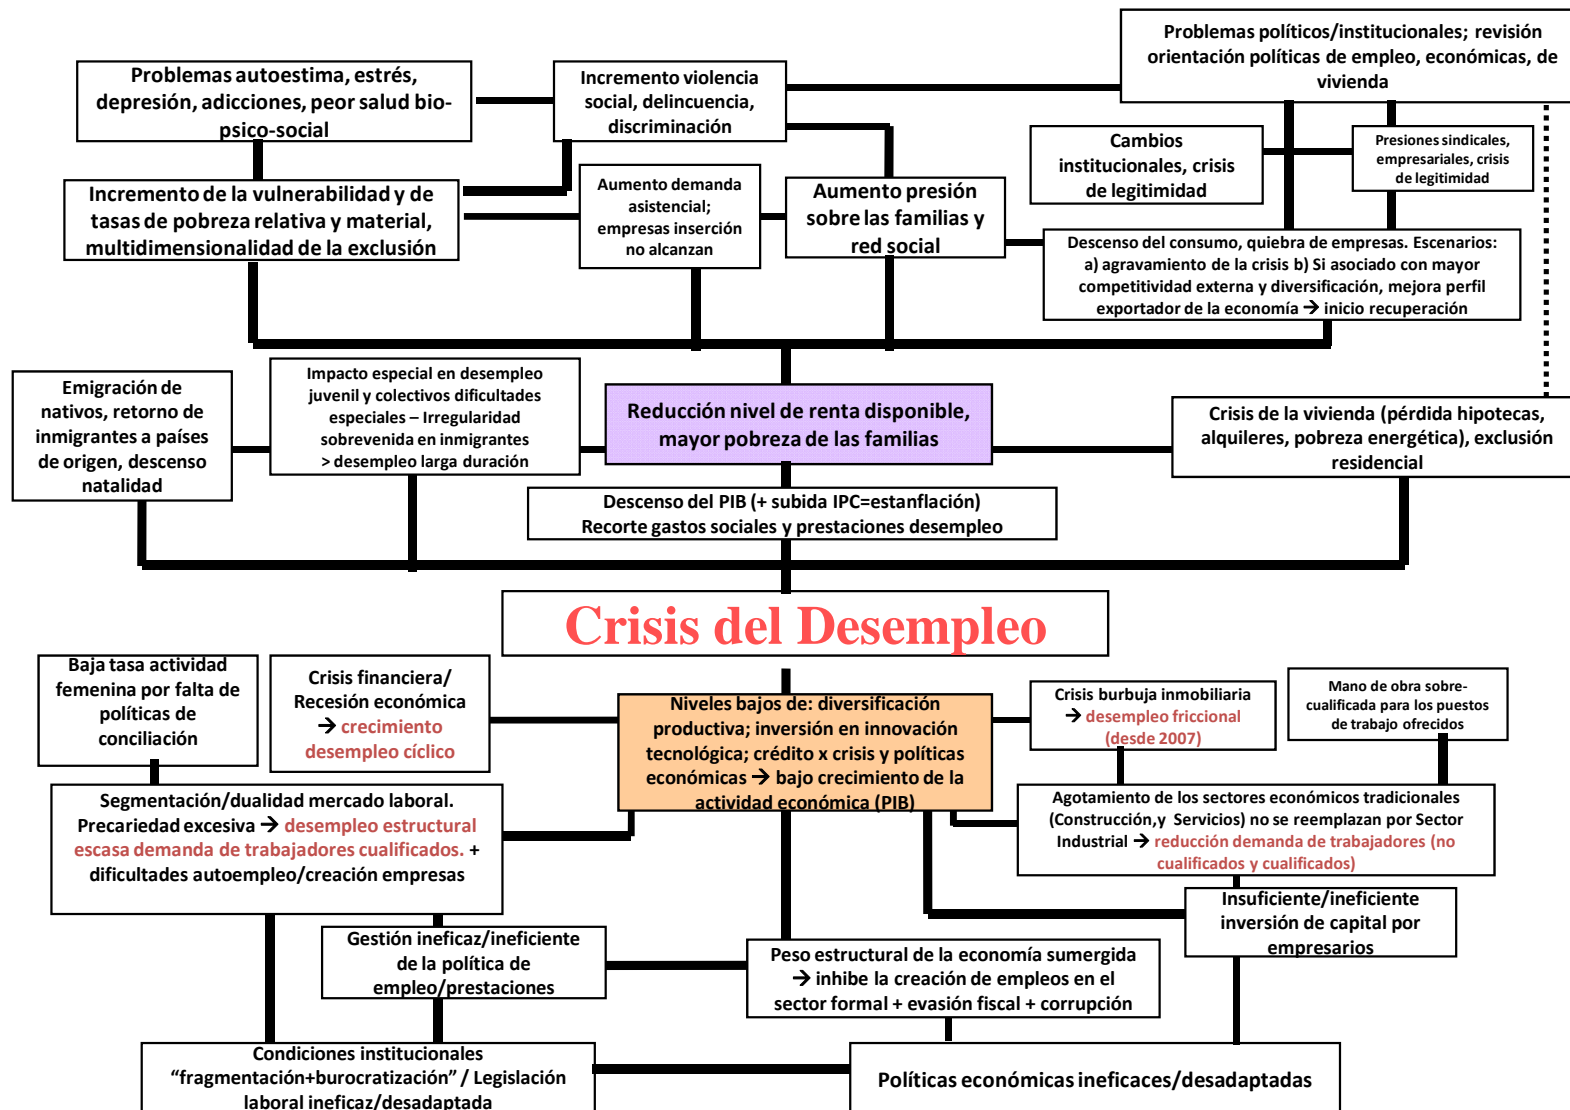 Problemas políticos/institucionales; revisión
orientación políticas de empleo, económicas, de
vivienda
Problemas autoestima, estrés,
depresión, adicciones, peor salud bio-
psico-social
Incremento violencia
social, delincuencia,
discriminación
Cambios
institucionales, crisis
de legitimidad
Presiones sindicales,
empresariales, crisis
de legitimidad
Incremento de la vulnerabilidad y de
tasas de pobreza relativa y material,
multidimensionalidad de la exclusión
Aumento demanda
asistencial;
empresas inserción
no alcanzan
Aumento presión
sobre las familias y
red social
Descenso del consumo, quiebra de empresas. Escenarios:
a) agravamiento de la crisis b) Si asociado con mayor
competitividad externa y diversificación, mejora perfil
exportador de la economía → inicio recuperación
Emigración de
nativos, retorno de
inmigrantes a países
de origen, descenso
natalidad
Impacto especial en desempleo
juvenil y colectivos dificultades
especiales – Irregularidad
sobrevenida en inmigrantes
> desempleo larga duración
Reducción nivel de renta disponible,
mayor pobreza de las familias
Crisis de la vivienda (pérdida hipotecas,
alquileres, pobreza energética), exclusión
residencial
Descenso del PIB (+ subida IPC=estanflación)
Recorte gastos sociales y prestaciones desempleo
Crisis del Desempleo
Baja tasa actividad
femenina por falta de
políticas de
conciliación
Crisis financiera/
Recesión económica
→ crecimiento
desempleo cíclico
Niveles bajos de: diversificación
productiva; inversión en innovación
tecnológica; crédito x crisis y políticas
económicas → bajo crecimiento de la
actividad económica (PIB)
Crisis burbuja inmobiliaria
→ desempleo friccional
(desde 2007)
Mano de obra sobre-
cualificada para los puestos
de trabajo ofrecidos
Segmentación/dualidad mercado laboral.
Precariedad excesiva → desempleo estructural
escasa demanda de trabajadores cualificados. +
dificultades autoempleo/creación empresas
Agotamiento de los sectores económicos tradicionales
(Construcción,y Servicios) no se reemplazan por Sector
Industrial → reducción demanda de trabajadores (no
cualificados y cualificados)
Insuficiente/ineficiente
inversión de capital por
empresarios
Gestión ineficaz/ineficiente
de la política de
empleo/prestaciones
Peso estructural de la economía sumergida
→ inhibe la creación de empleos en el
sector formal + evasión fiscal + corrupción
Condiciones institucionales
“fragmentación+burocratización” / Legislación
laboral ineficaz/desadaptada
Políticas económicas ineficaces/desadaptadas